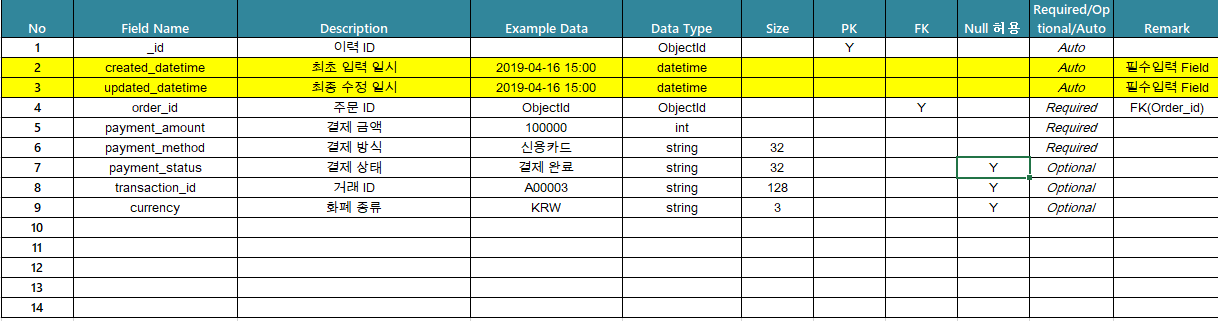 No Field Name Description Example Data Data Type Size PK FK Null 허용 Required/Op
tional/Auto Remark
1 _id 이력 ID ObjectId Y Auto
2 created_datetime 최초 입력 일시 2019-04-16 15:00 datetime Auto 필수입력 Field
3 updated_datetime 최종 수정 일시 2019-04-16 15:00 datetime Auto 필수입력 Field
4 order_id 주문 ID ObjectId ObjectId Y Required FK(Order_id)
5 payment_amount 결제 금액 100000 int Required
6 payment_method 결제 방식 신용카드 string 32 Required
7 payment_status 결제 상태 결제 완료 string 32 Y Optional
8 transaction_id 거래 ID A00003 string 128 Y Optional
9 currency 화폐 종류 KRW string 3 Y Optional
10
11
12
13
14